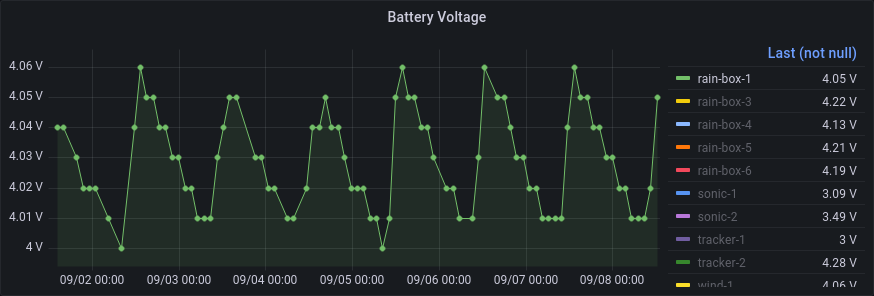 Battery Voltage
Last (not null)
4.06 V
4.05 V
4.04 V
4.03 V
4.02 V
4.01 V
4 V
09/02 00:00 09/03 00:00 09/04 00:00 09/05 00:00 09/06 00:00 09/07 00:00 09/08 00:00
rain-box-1 4.05 V
rain-box-3 4.22 V
rain-box-4 4.13 V
rain-box-5 4.21 V
rain-box-6 4.19 V
sonic-1 3.09 V
sonic-2 3.49 V
tracker-1 3 V
tracker-2 4.28 V
wind-1 4.06 V